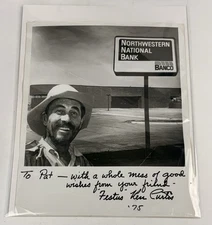 NORTHWESTERN
NATIONAL
BANK
BANCO
To Pat — with a whole mess of good
wishes from your friend -
Festus Ken Curtis
'75